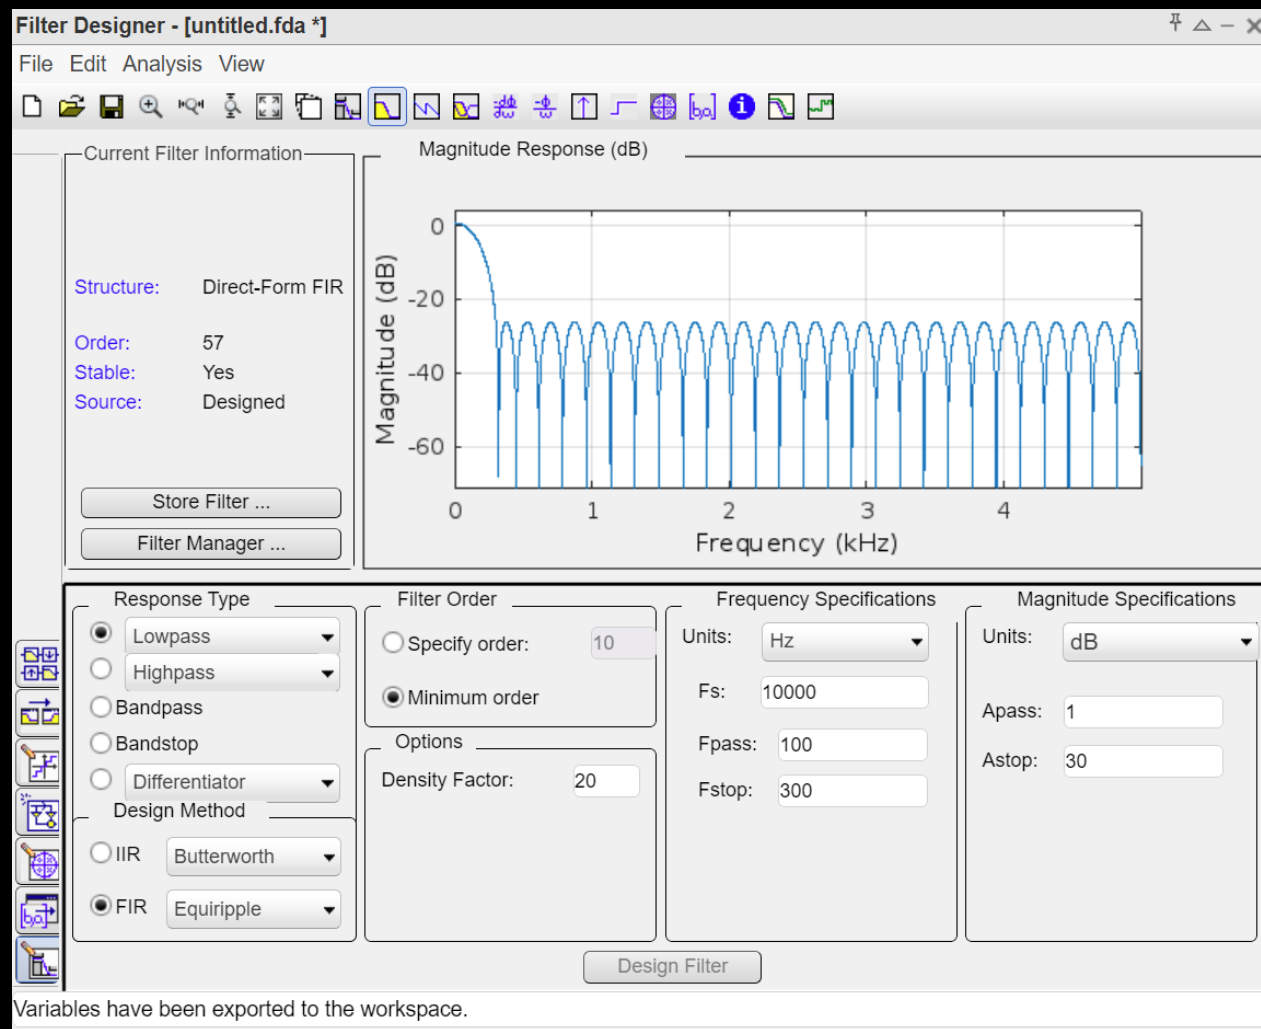 Filter Designer - [untitled.fda *]
File Edit Analysis View
Current Filter Information
Structure: Direct-Form FIR
Order: 57
Stable: Yes
Source: Designed
Store Filter ...
Filter Manager ...
Magnitude Response (dB)
Magnitude (dB)
0
-20
-40
-60
0 1 2 3 4
Frequency (kHz)
Response Type
Lowpass
Highpass
Bandpass
Bandstop
Differentiator
Design Method
IIR Butterworth
FIR Equiripple
Filter Order
Specify order: 10
Minimum order
Options
Density Factor: 20
Frequency Specifications
Units: Hz
Fs: 10000
Fpass: 100
Fstop: 300
Magnitude Specifications
Units: dB
Apass: 1
Astop: 30
Design Filter
Variables have been exported to the workspace.